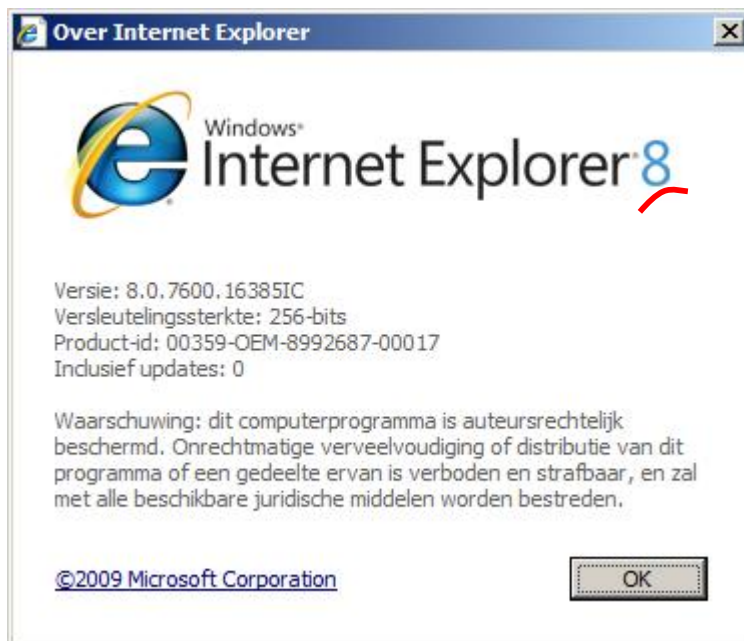 Over Internet Explorer
Windows®
Internet Explorer 8
Versie: 8.0.7600.16385IC
Versleutelingssterkte: 256-bits
Product-id: 00359-OEM-8992687-00017
Inclusief updates: 0
Waarschuwing: dit computerprogramma is auteursrechtelijk
beschermd. Onrechtmatige verveelvoudiging of distributie van dit
programma of een gedeelte ervan is verboden en strafbaar, en zal
met alle beschikbare juridische middelen worden bestreden.
©2009 Microsoft Corporation
OK